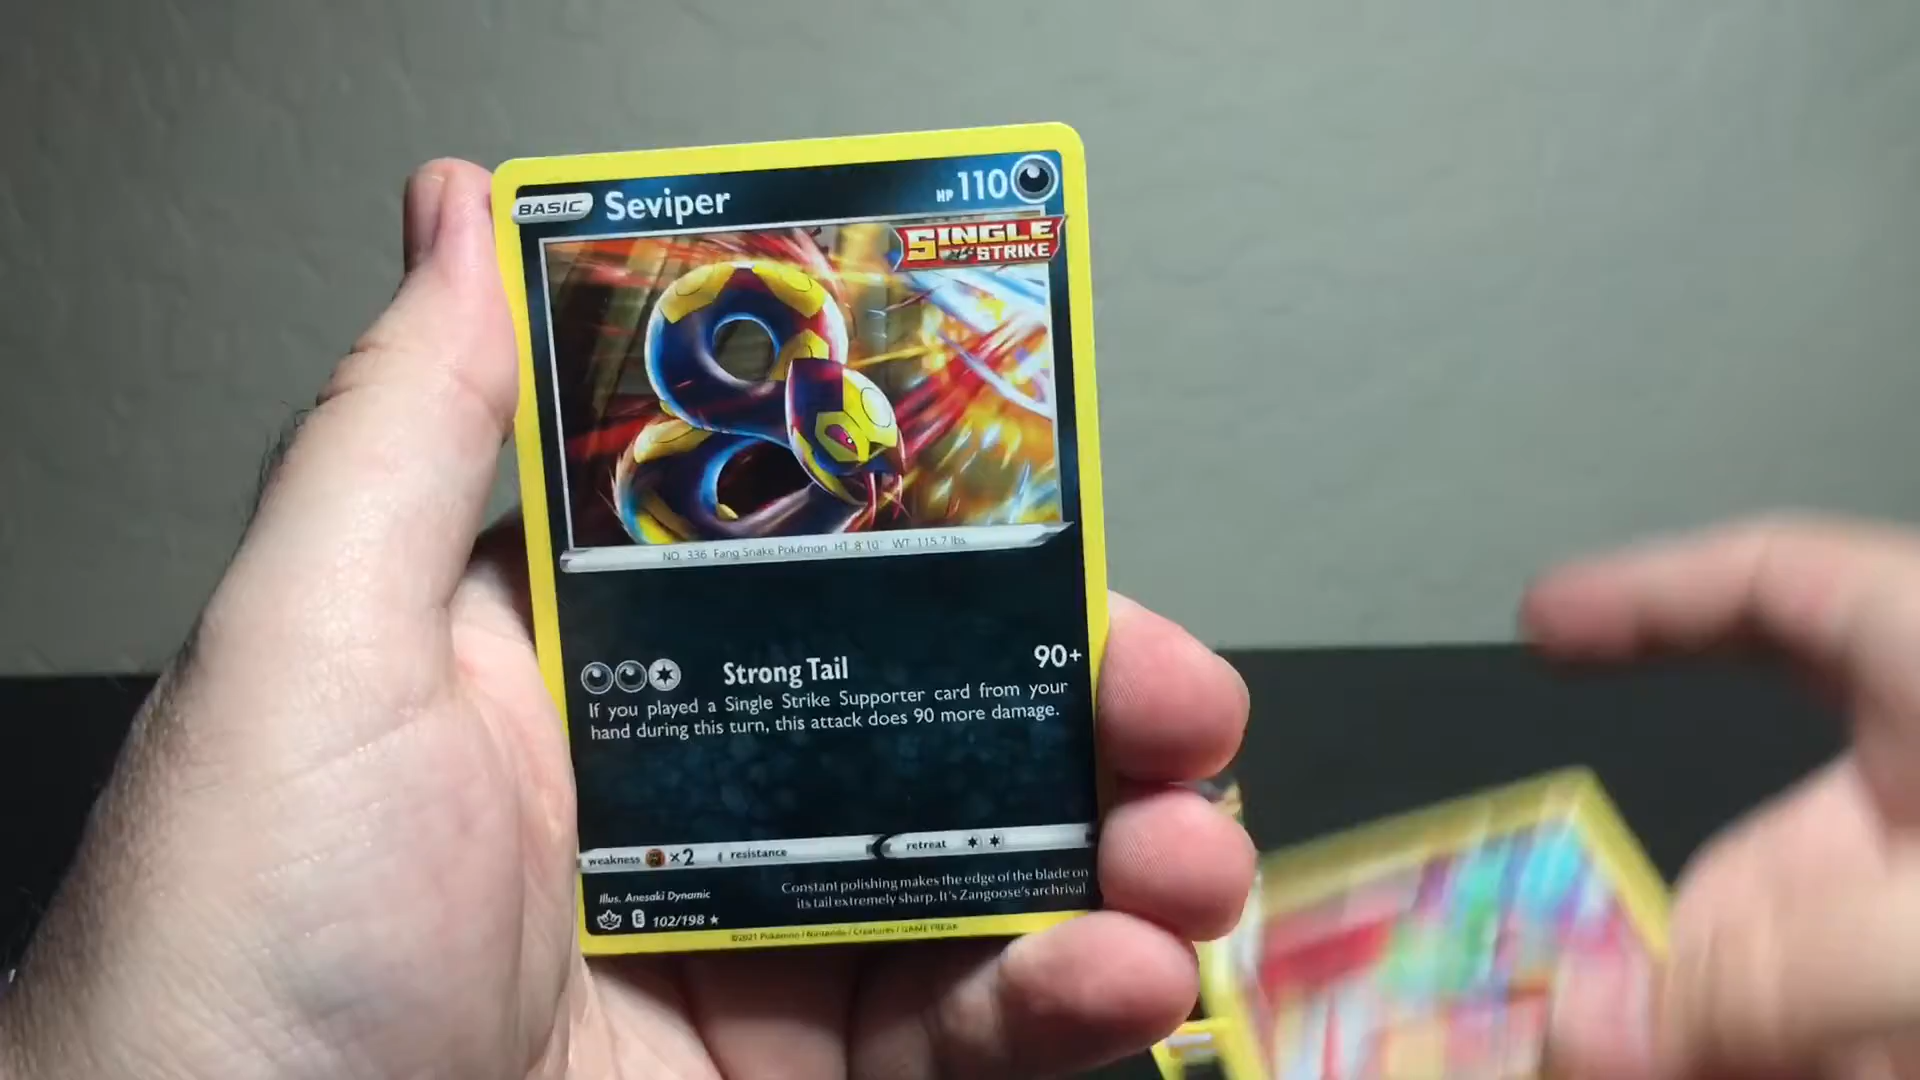 BASIC Seviper HP 110
SINGLE
STRIKE
NO. 336 Fang Snake Pokémon HT 8'10" WT 115.7 lbs.
Strong Tail 90+
If you played a Single Strike Supporter card from your
hand during this turn, this attack does 90 more damage.
weakness ×2 resistance retreat
Illus. Anesaki Dynamic
Constant polishing makes the edge of the blade on
its tail extremely sharp. It's Zangoose's archrival.
E 102/198 ★
©2021 Pokémon / Nintendo / Creatures / GAME FREAK